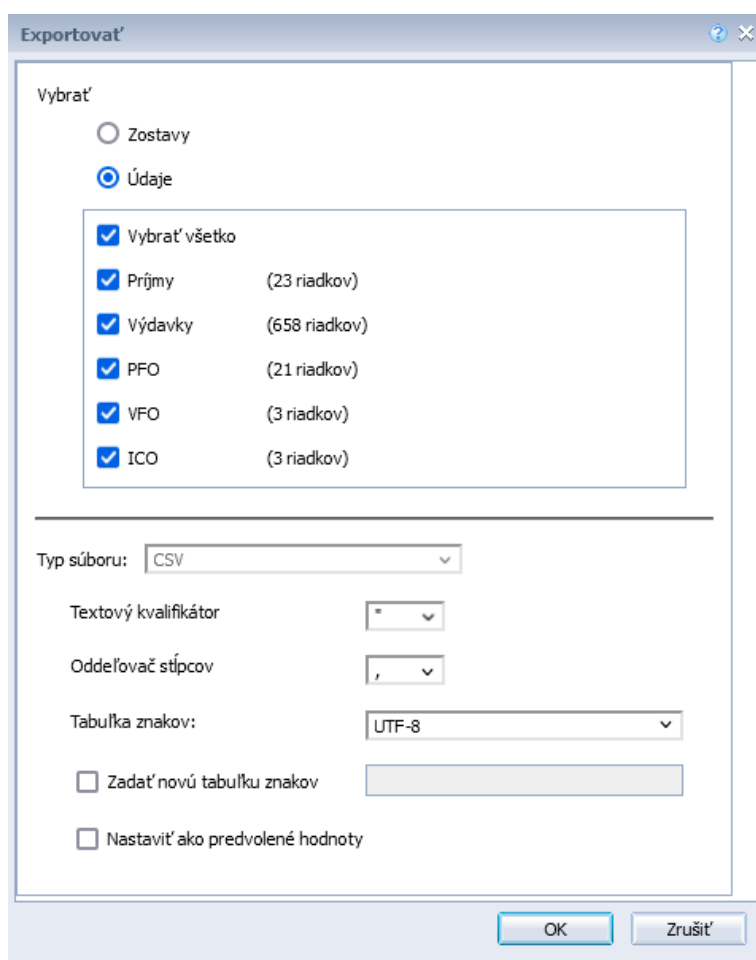 Exportovať
Vybrať
Zostavy
Údaje
Vybrať všetko
Príjmy (23 riadkov)
Výdavky (658 riadkov)
PFO (21 riadkov)
VFO (3 riadkov)
ICO (3 riadkov)
Typ súboru: CSV
Textový kvalifikátor "
Oddeľovač stĺpcov ,
Tabuľka znakov: UTF-8
Zadať novú tabuľku znakov
Nastaviť ako predvolené hodnoty
OK Zrušiť